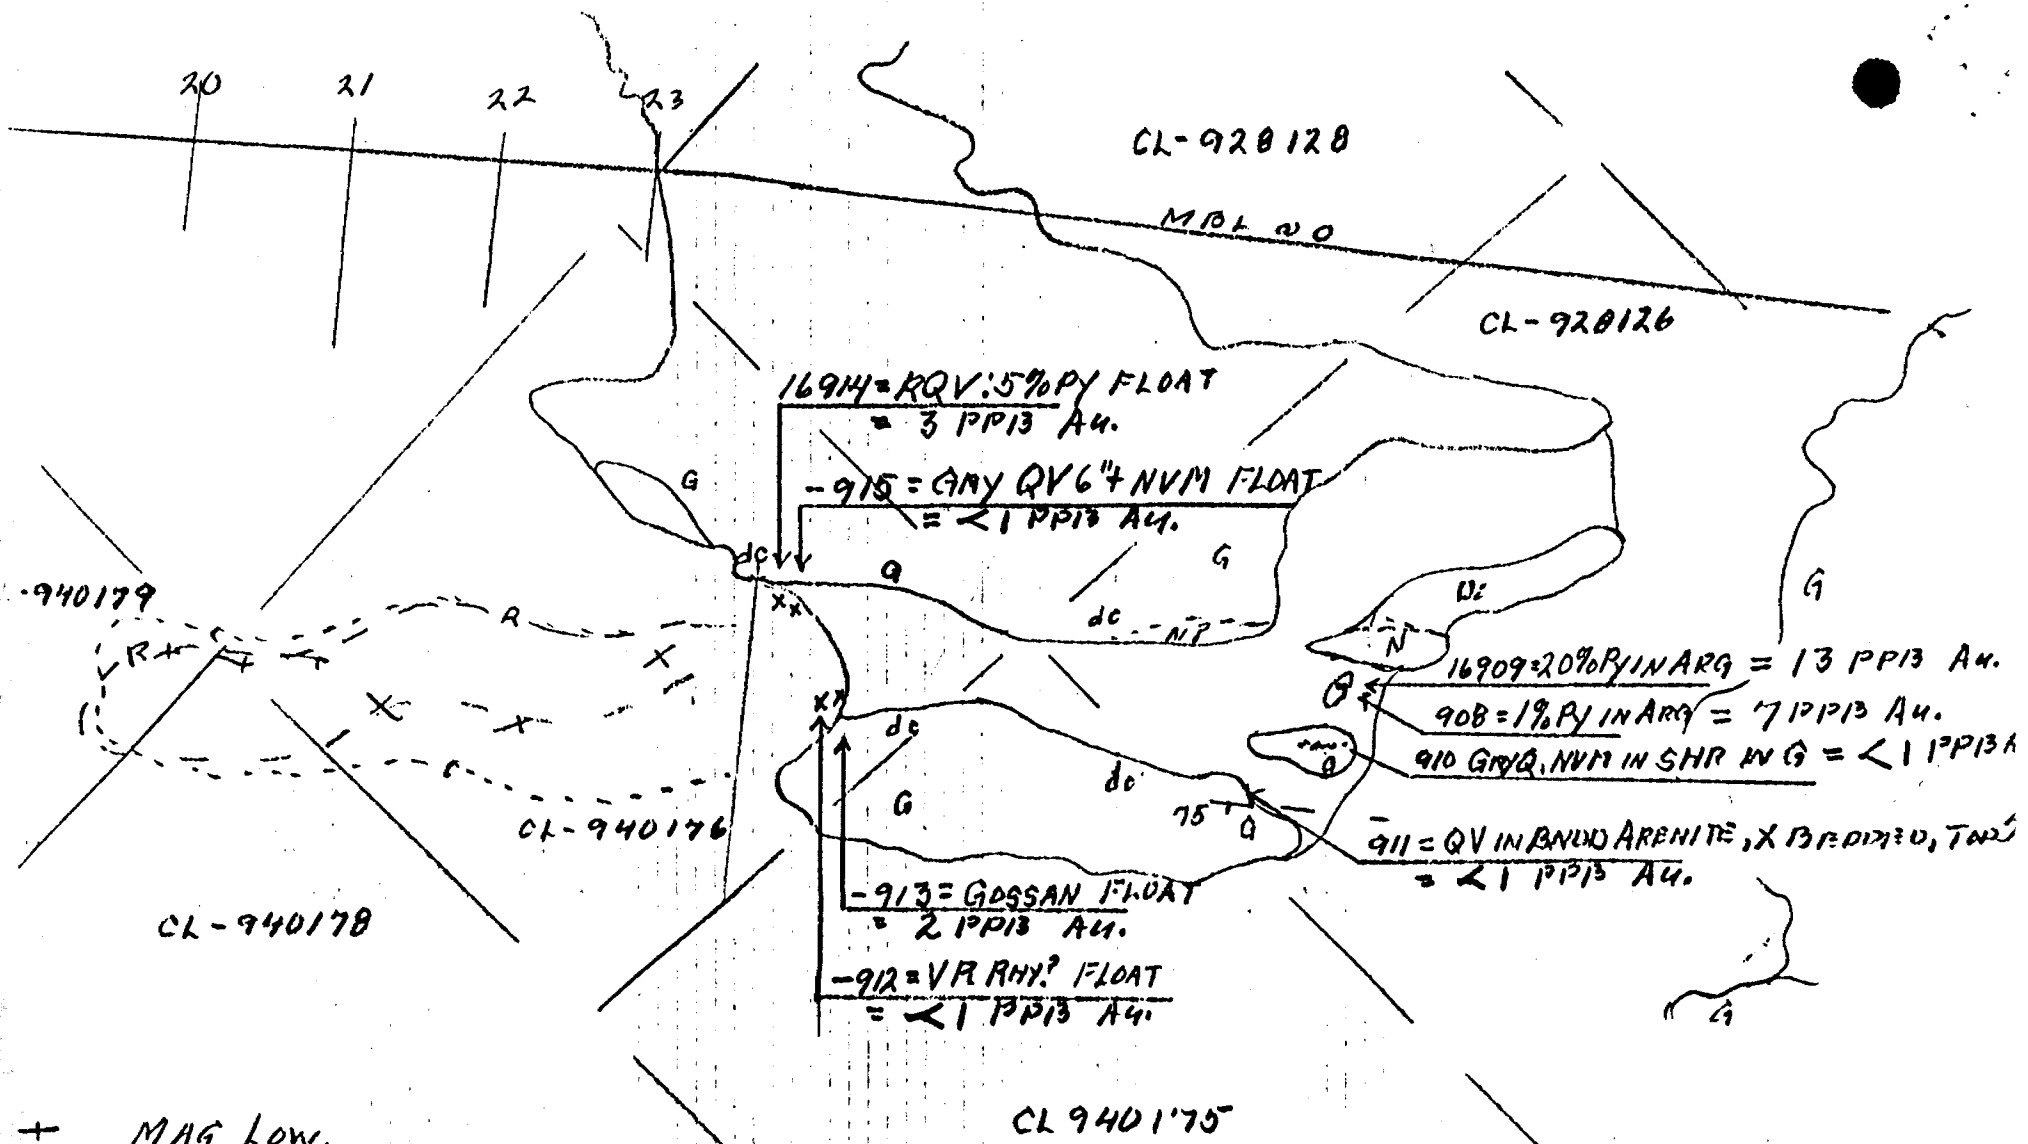 20
21
22
23
CL-928128
MBL ≈ 0
CL-928126
16914=RQV:5%PY FLOAT
= 3 PPB Au.
G
-915= GRY QV 6"+ NVM FLOAT
= <1 PPB Au.
dc
G
G
G
Di
dc
NP
N
-940179
R
R
16909=20%Py IN ARG = 13 PPB Au.
908=1%Py IN ARG = 7 PPB Au.
910 GRYQ, NVM IN SHR IN G = <1 PPB A
dc
dc
G
75
G
G
CL-940176
911= QV IN BNDD ARENITE, X BEDDED,
= <1 PPB Au.
-913= GOSSAN FLOAT
= 2 PPB Au.
CL-940178
-912= VR RHY? FLOAT
= <1 PPB Au.
G
CL 940175
+ MAG LOW.